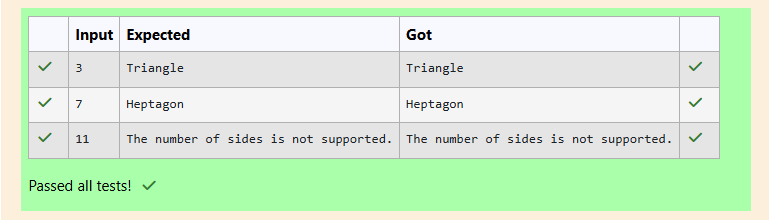 Input Expected Got
3 Triangle Triangle
7 Heptagon Heptagon
11 The number of sides is not supported. The number of sides is not supported.
Passed all tests!